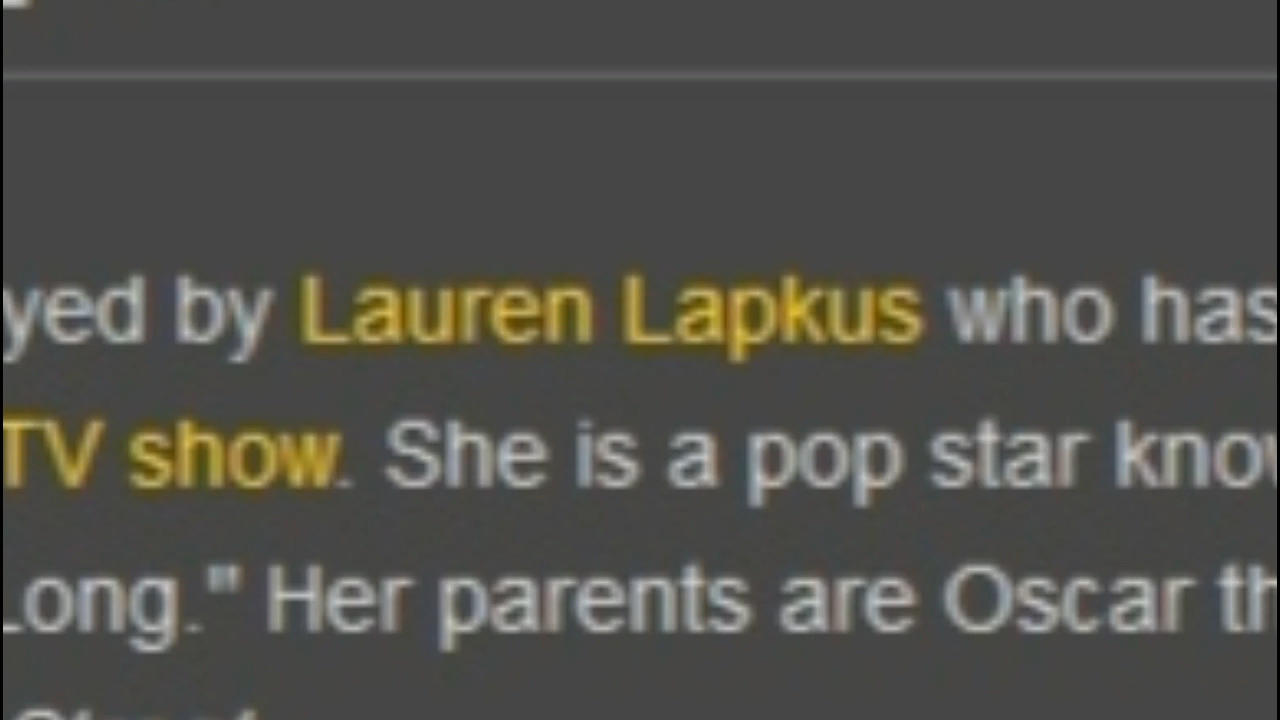 yed by Lauren Lapkus who has
TV show. She is a pop star know
Long." Her parents are Oscar th
Street